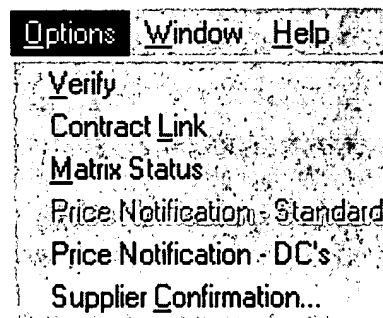 Options Window Help
Verify
Contract Link
Matrix Status
Price Notification - Standard
Price Notification - DC's
Supplier Confirmation...